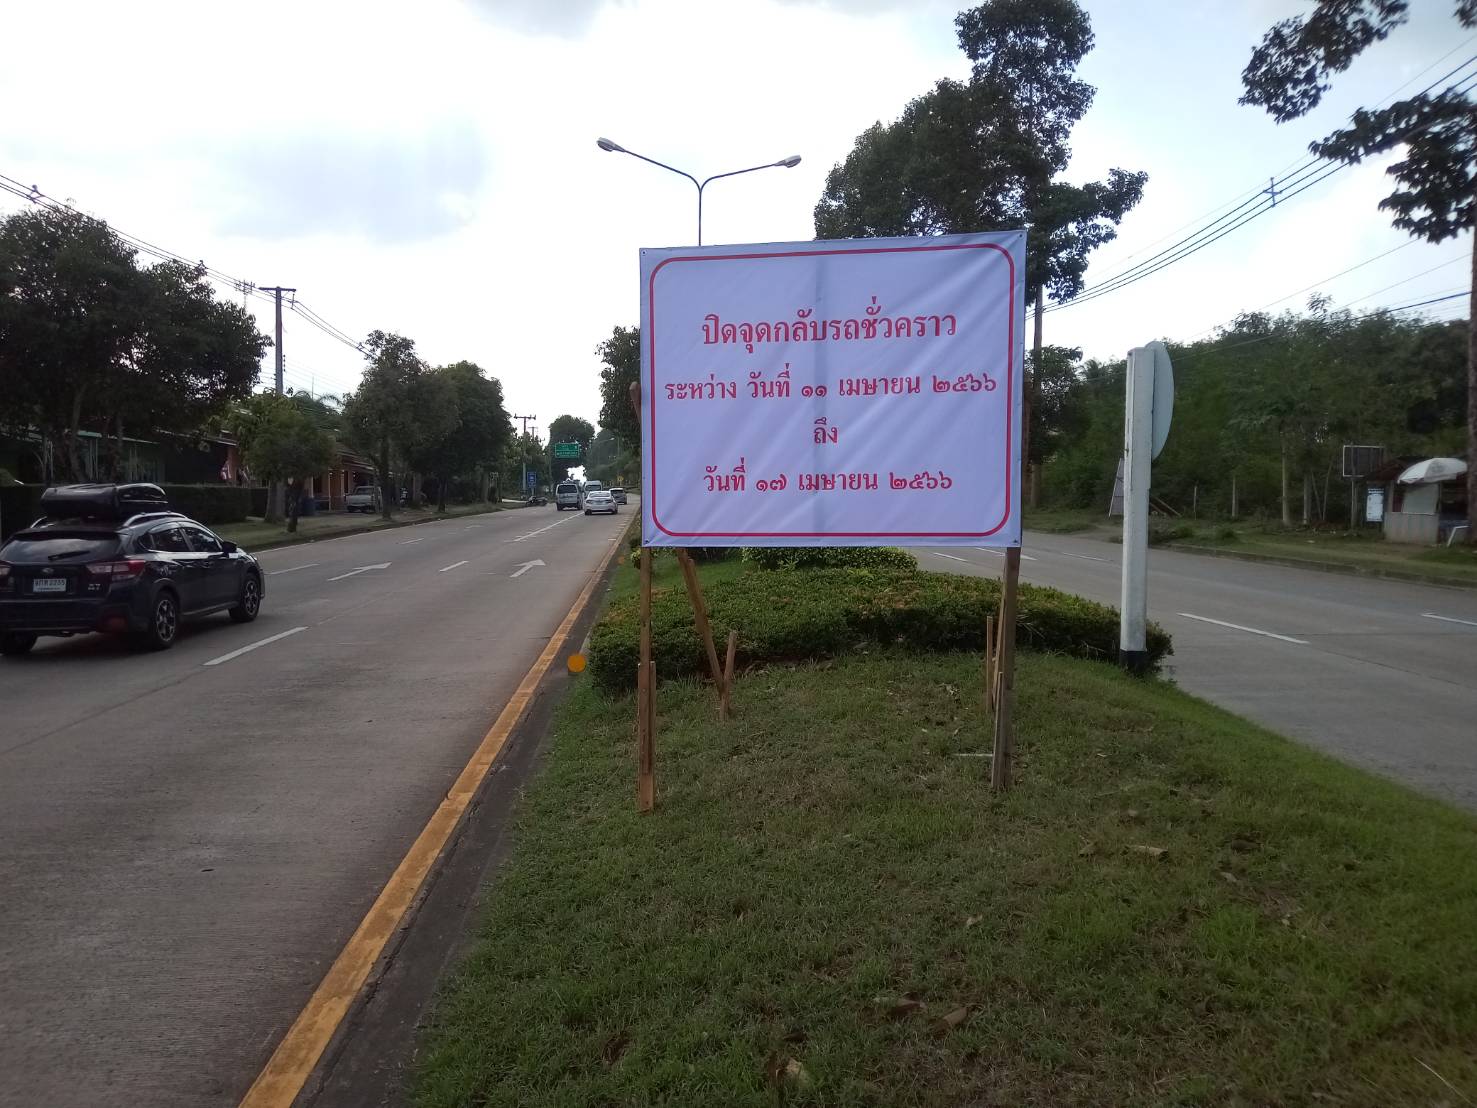 ปิดจุดกลับรถชั่วคราว
ระหว่าง วันที่ ๑๑ เมษายน ๒๕๖๖
ถึง
วันที่ ๑๗ เมษายน ๒๕๖๖